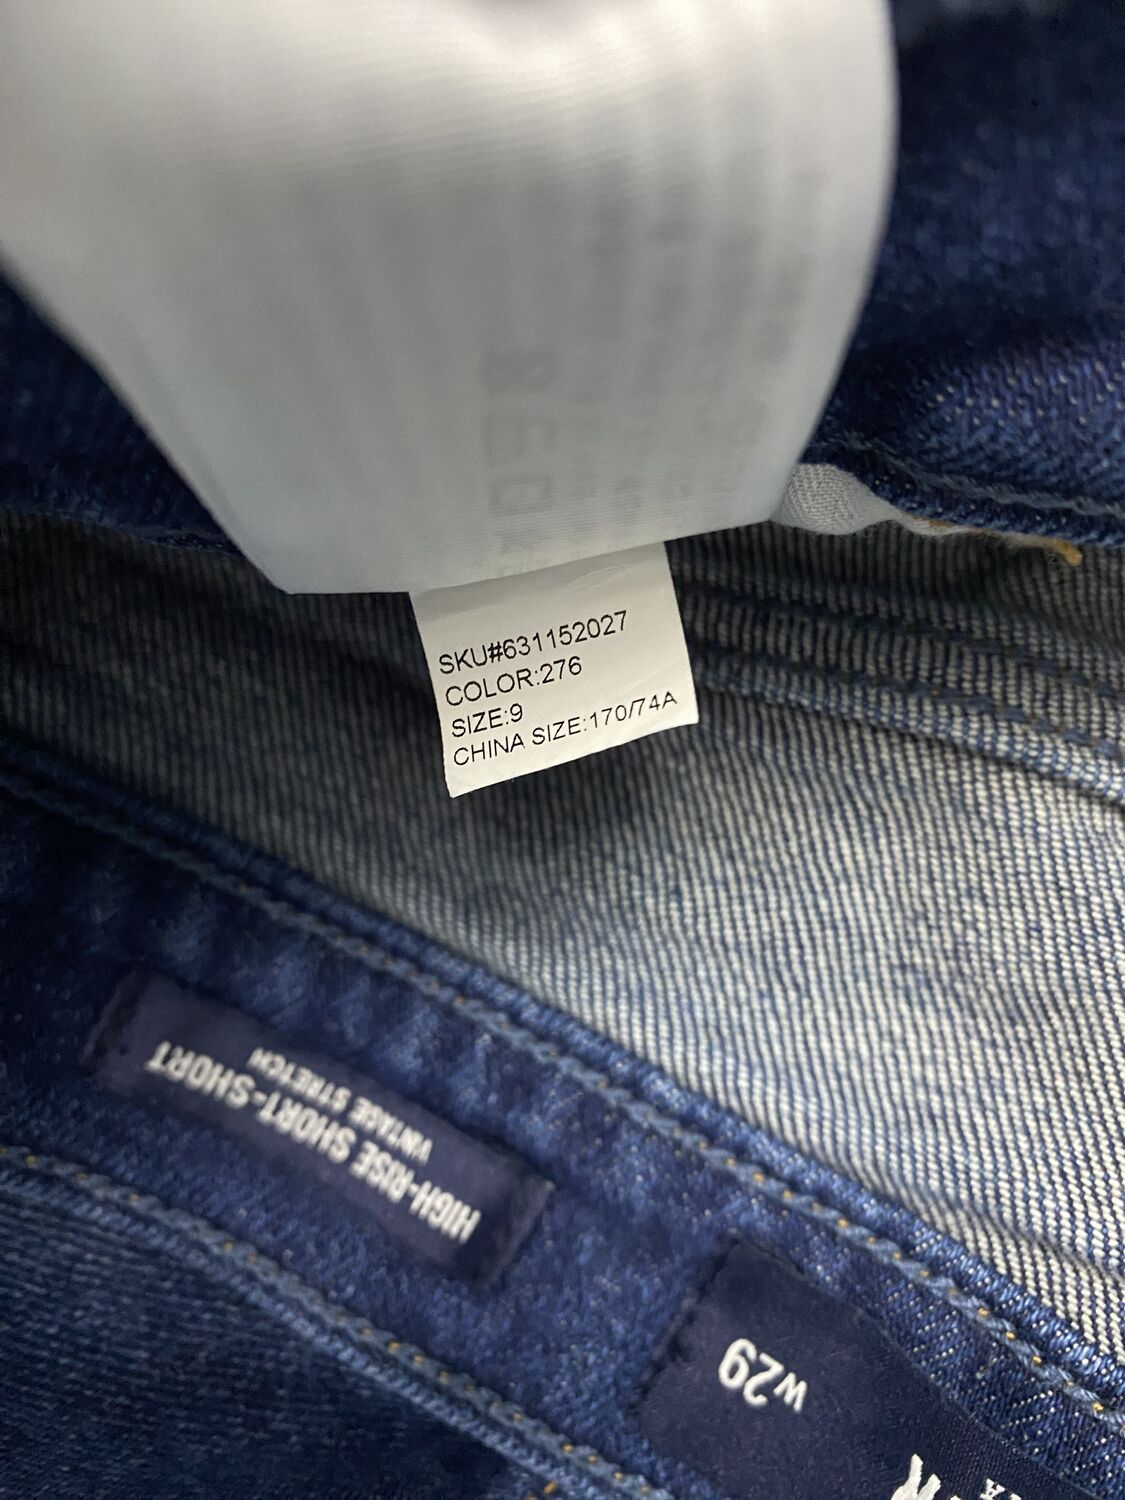 SKU#631152027
COLOR:276
SIZE:9
CHINA SIZE:170/74A
HIGH-RISE SHORT-SHORT
VINTAGE STRETCH
W29